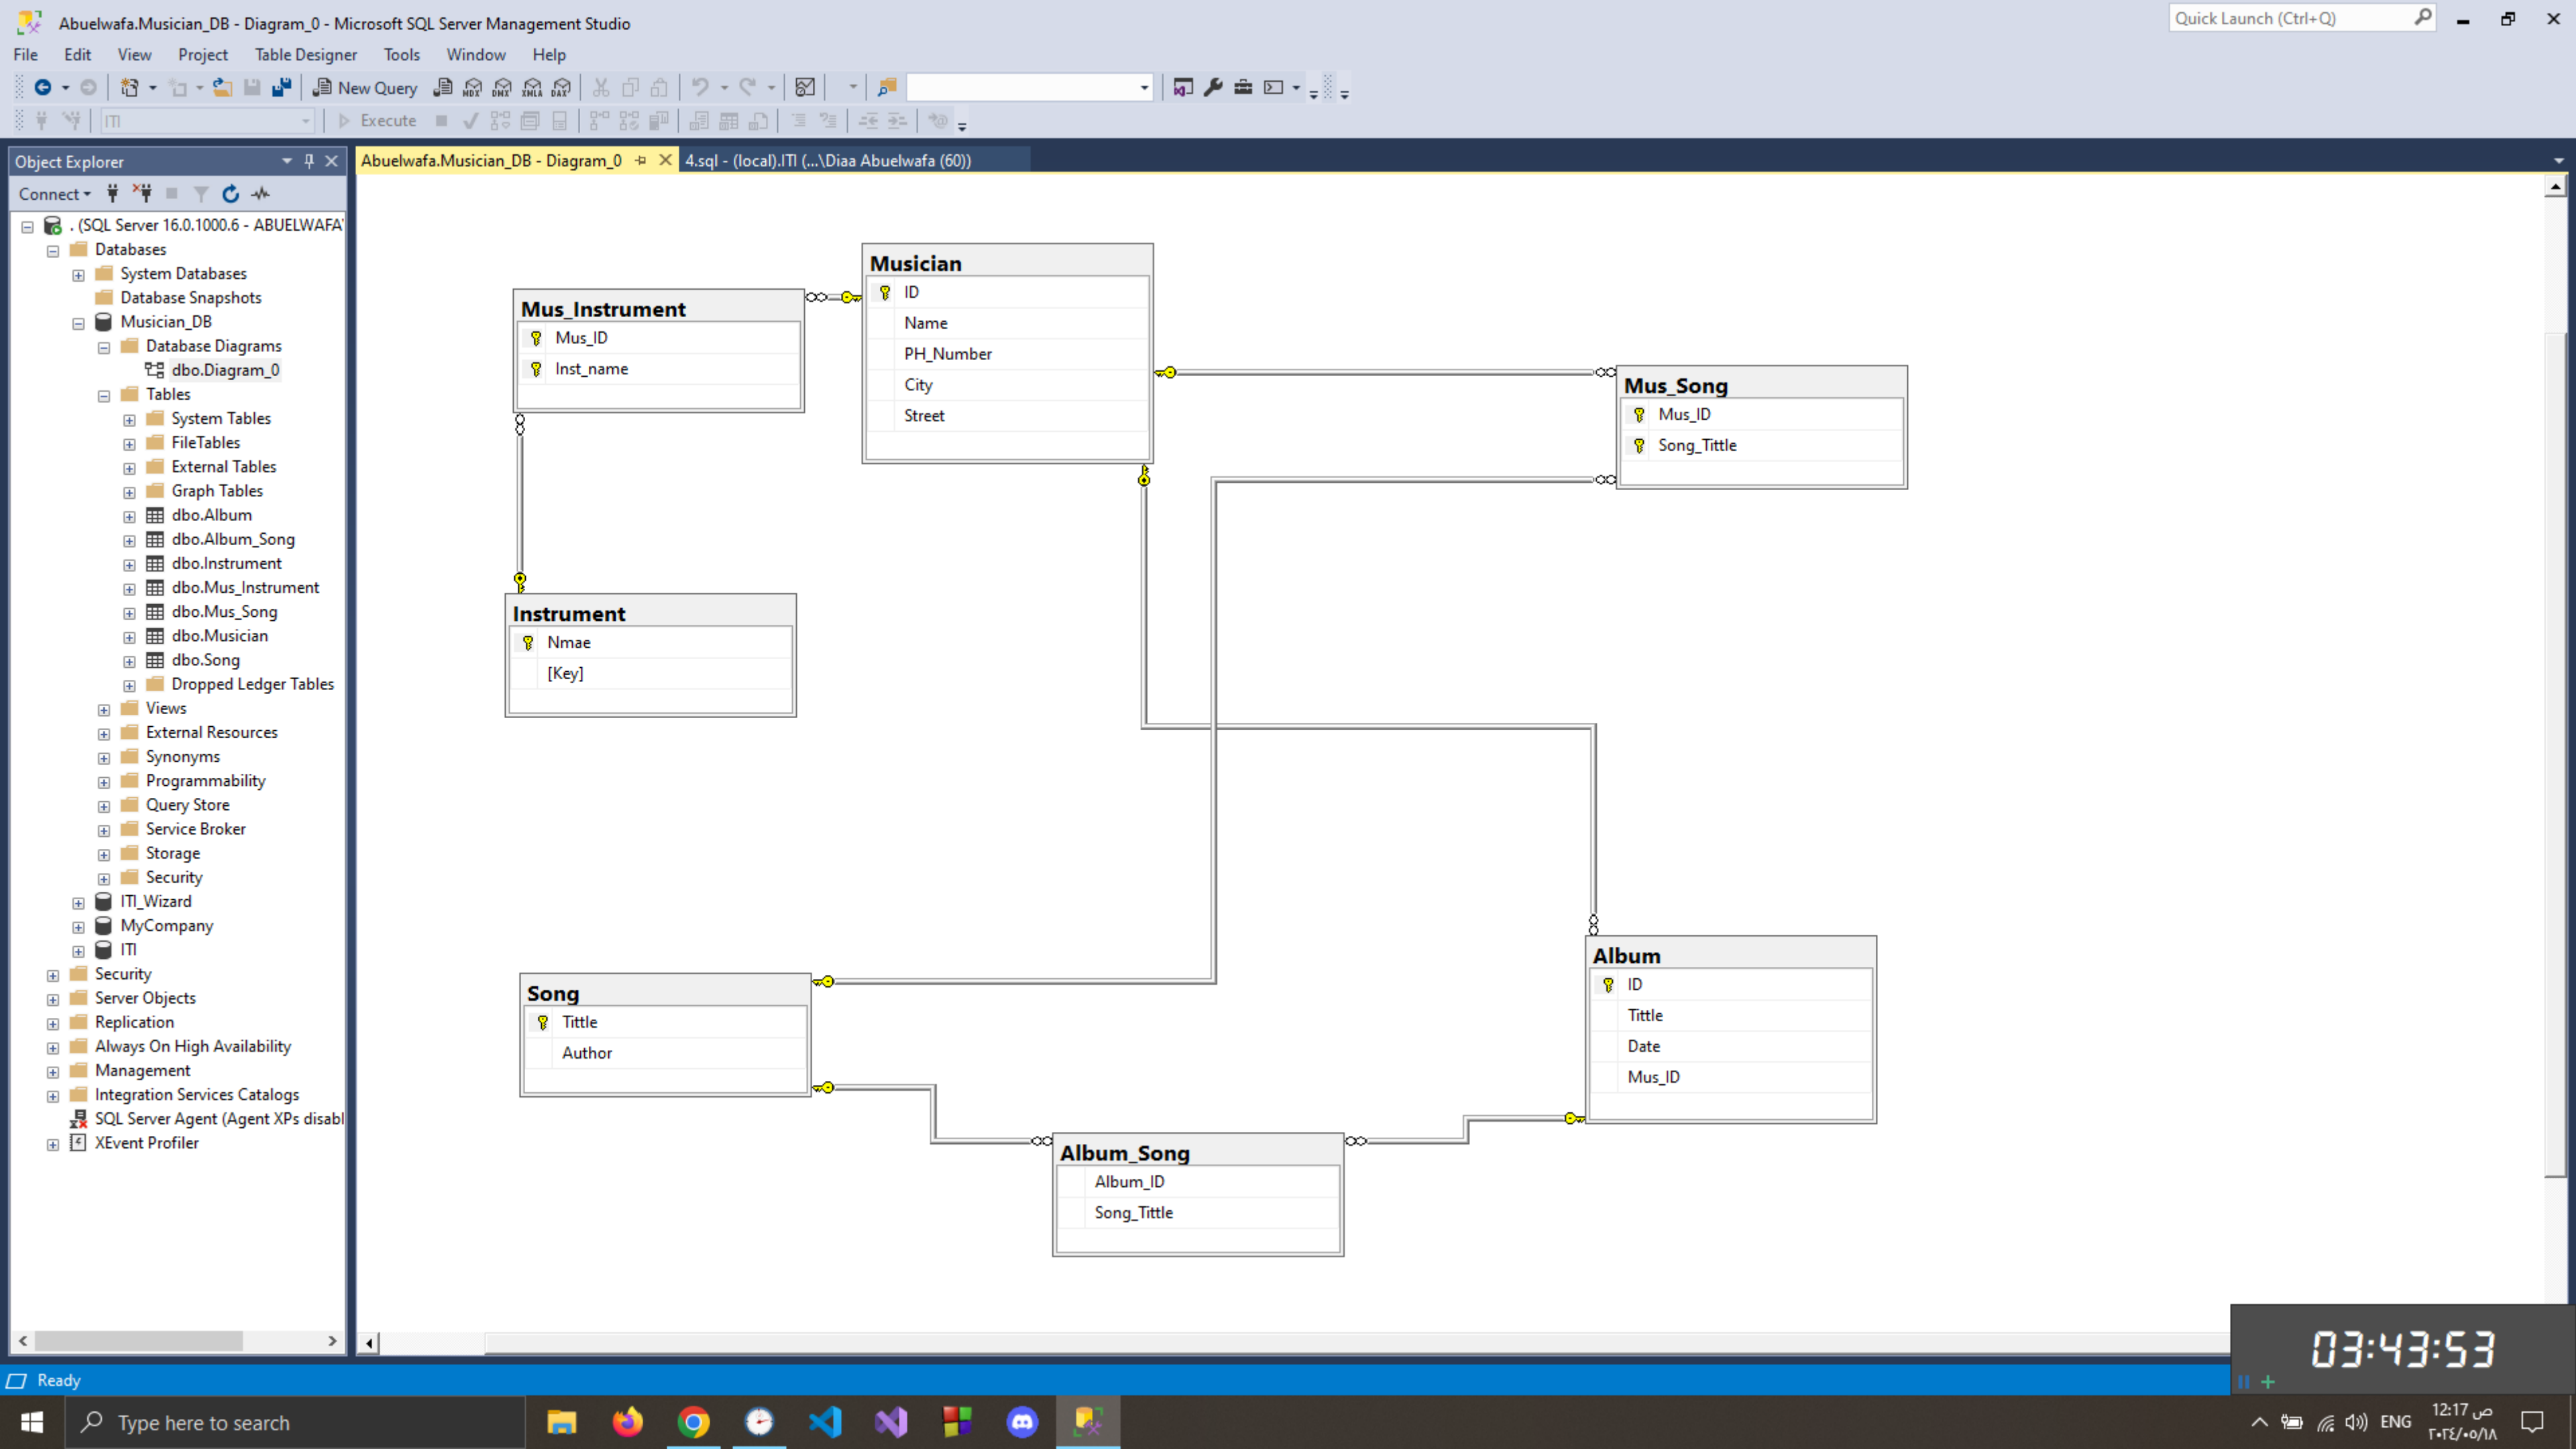 Abuelwafa.Musician_DB - Diagram_0 - Microsoft SQL Server Management Studio
Quick Launch (Ctrl+Q)
File Edit View Project Table Designer Tools Window Help
New Query MDX DMX XMLA DAX
ITI Execute
Object Explorer
Abuelwafa.Musician_DB - Diagram_0
4.sql - (local).ITI (...\Diaa Abuelwafa (60))
Connect
. (SQL Server 16.0.1000.6 - ABUELWAFA
Databases
System Databases
Database Snapshots
Musician_DB
Database Diagrams
dbo.Diagram_0
Tables
System Tables
FileTables
External Tables
Graph Tables
dbo.Album
dbo.Album_Song
dbo.Instrument
dbo.Mus_Instrument
dbo.Mus_Song
dbo.Musician
dbo.Song
Dropped Ledger Tables
Views
External Resources
Synonyms
Programmability
Query Store
Service Broker
Storage
Security
ITI_Wizard
MyCompany
ITI
Security
Server Objects
Replication
Always On High Availability
Management
Integration Services Catalogs
SQL Server Agent (Agent XPs disabl
XEvent Profiler
Musician
ID
Name
PH_Number
City
Street
Mus_Instrument
Mus_ID
Inst_name
Mus_Song
Mus_ID
Song_Tittle
Instrument
Nmae
[Key]
Song
Tittle
Author
Album
ID
Tittle
Date
Mus_ID
Album_Song
Album_ID
Song_Tittle
03:43:53
Ready
Type here to search
ENG
12:17 ص
٢٠٢٤/٠٥/١٨